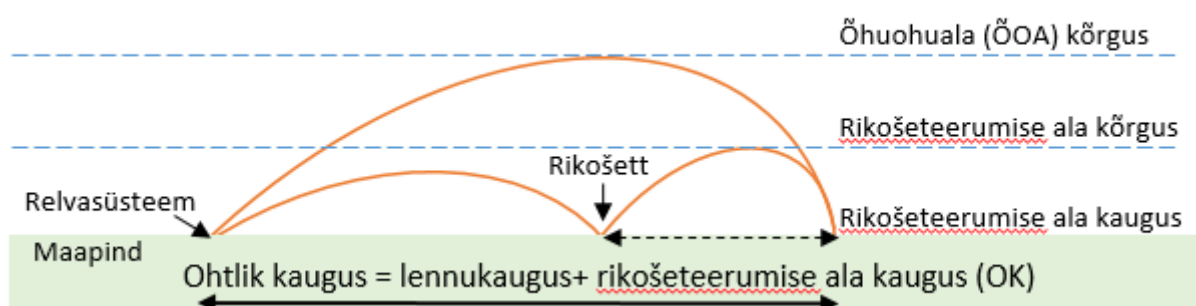 Õhuohuala (ÕOA) kõrgus
Rikošeteerumise ala kõrgus
Rikošett
Relvasüsteem
Rikošeteerumise ala kaugus
Maapind
Ohtlik kaugus = lennukaugus+ rikošeteerumise ala kaugus (OK)